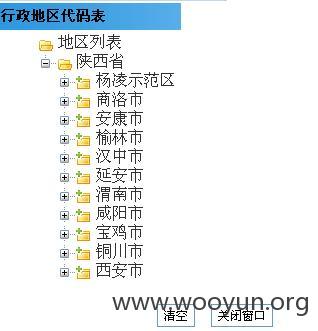 行政地区代码表
地区列表
陕西省
杨凌示范区
商洛市
安康市
榆林市
汉中市
延安市
渭南市
咸阳市
宝鸡市
铜川市
西安市
www.wooyun.org
清空 关闭窗口